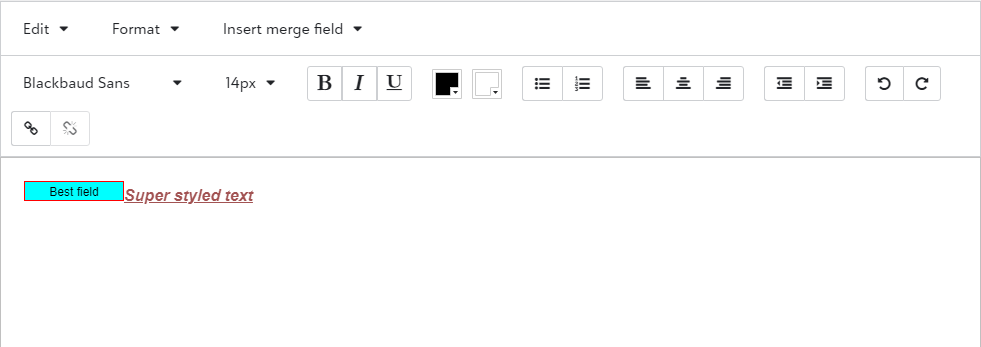 Edit Format Insert merge field
Blackbaud Sans 14px B I U
Best field Super styled text